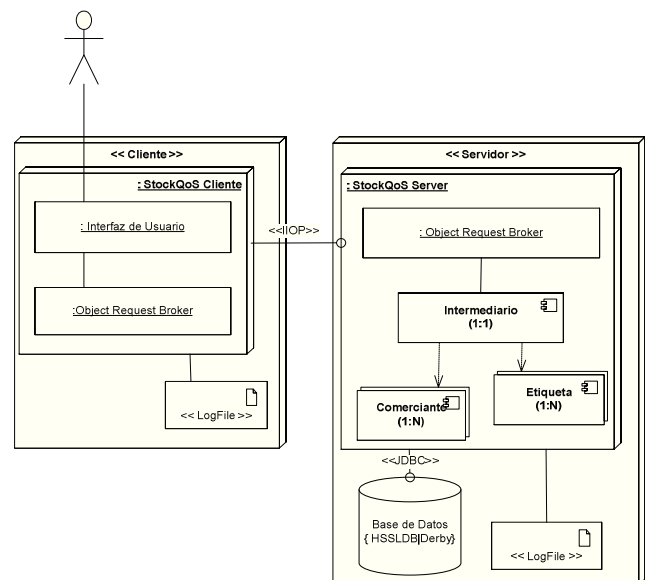 << Cliente >>
: StockQoS Cliente
: Interfaz de Usuario
:Object Request Broker
<< LogFile >>
<<IIOP>>
<< Servidor >>
: StockQoS Server
: Object Request Broker
Intermediario
(1:1)
Comerciante
(1:N)
Etiqueta
(1:N)
<<JDBC>>
Base de Datos
{ HSSLDB|Derby}
<< LogFile >>